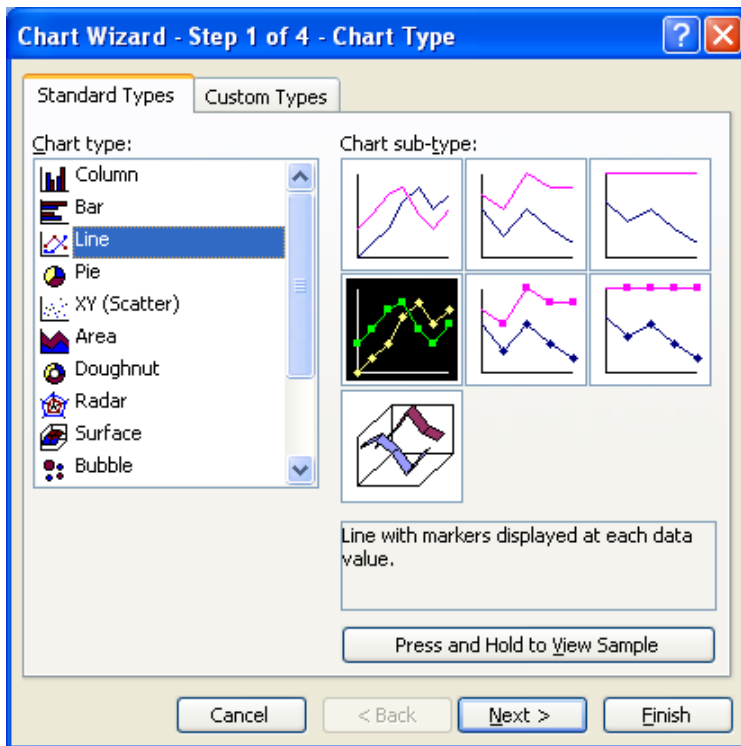 Chart Wizard - Step 1 of 4 - Chart Type
Standard Types
Custom Types
Chart type:
Column
Bar
Line
Pie
XY (Scatter)
Area
Doughnut
Radar
Surface
Bubble
Chart sub-type:
Line with markers displayed at each data
value.
Press and Hold to View Sample
Cancel
< Back
Next >
Finish